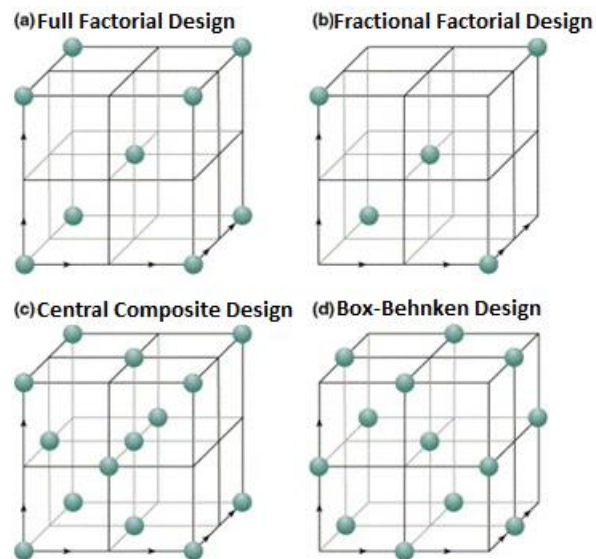 (a) Full Factorial Design
(b) Fractional Factorial Design
(c) Central Composite Design
(d) Box-Behnken Design